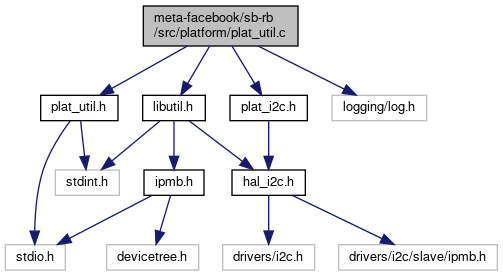 meta-facebook/sb-rb
/src/platform/plat_util.c
plat_util.h
libutil.h
plat_i2c.h
logging/log.h
stdint.h
ipmb.h
hal_i2c.h
stdio.h
devicetree.h
drivers/i2c.h
drivers/i2c/slave/ipmb.h